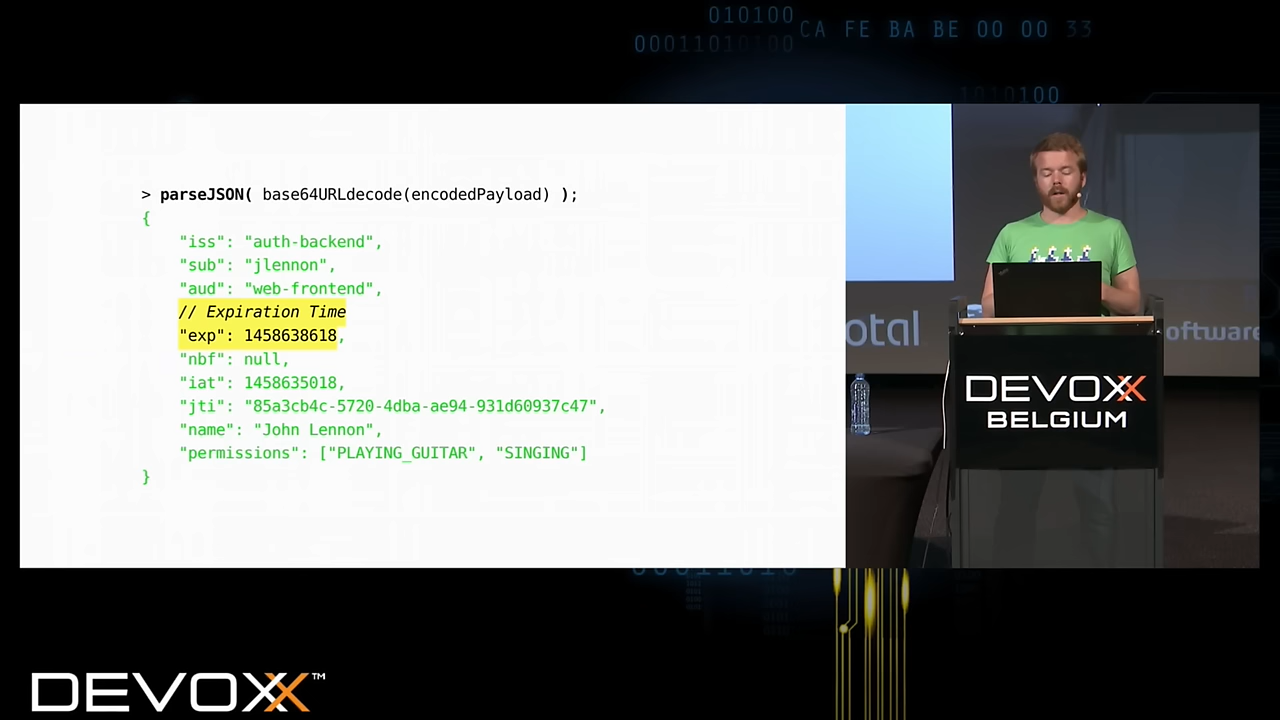 010100
00011010100
CA FE BA BE 00 00 33
1010100
> parseJSON( base64URLdecode(encodedPayload) );
{
"iss": "auth-backend",
"sub": "jlennon",
"aud": "web-frontend",
// Expiration Time
"exp": 1458638618,
"nbf": null,
"iat": 1458635018,
"jti": "85a3cb4c-5720-4dba-ae94-931d60937c47",
"name": "John Lennon",
"permissions": ["PLAYING_GUITAR", "SINGING"]
}
otal
oftware
DEVOXX
BELGIUM
DEVOXX™